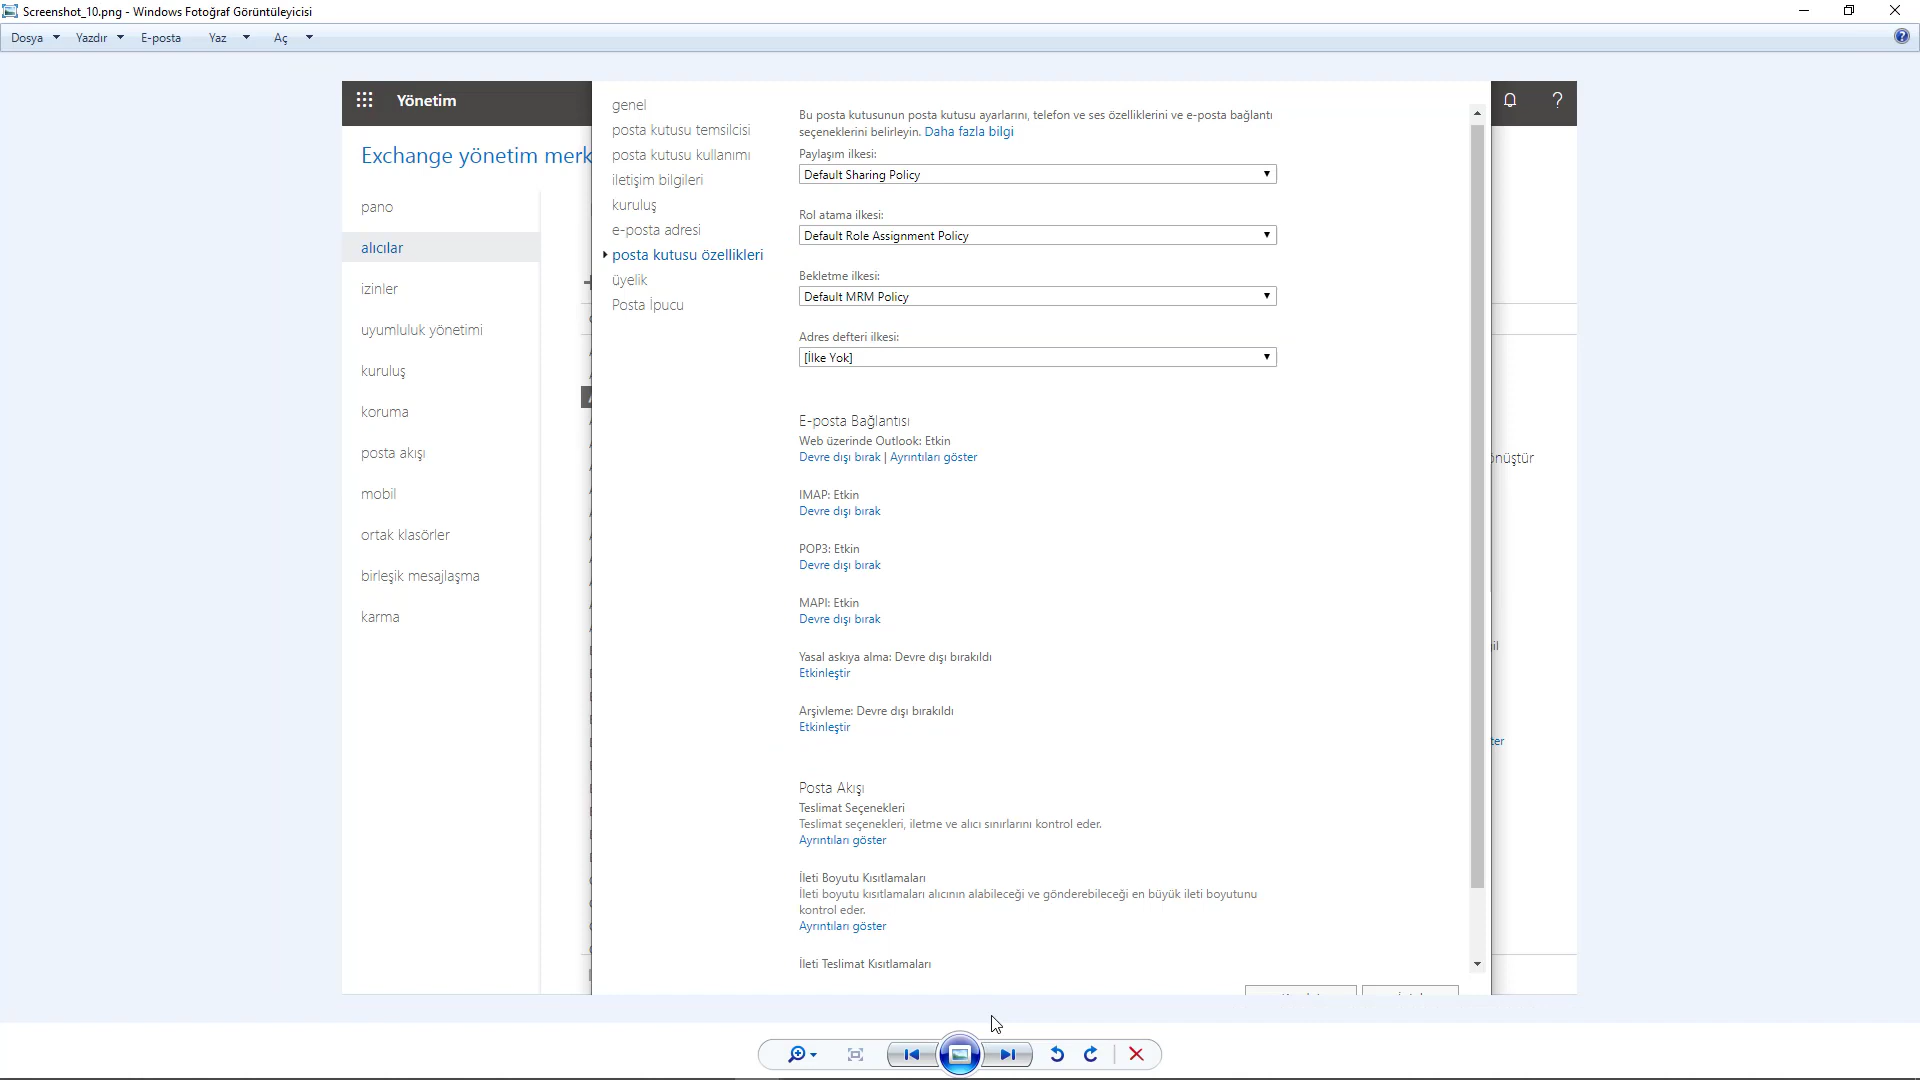 Screenshot_10.png - Windows Fotoğraf Görüntüleyicisi
Dosya
Yazdır
E-posta
Yaz
Aç
Yönetim
?
Exchange yönetim merk
pano
alıcılar
izinler
uyumluluk yönetimi
kuruluş
koruma
posta akışı
mobil
ortak klasörler
birleşik mesajlaşma
karma
genel
posta kutusu temsilcisi
posta kutusu kullanımı
iletişim bilgileri
kuruluş
e-posta adresi
posta kutusu özellikleri
üyelik
Posta İpucu
Bu posta kutusunun posta kutusu ayarlarını, telefon ve ses özelliklerini ve e-posta bağlantı
seçeneklerini belirleyin. Daha fazla bilgi
Paylaşım ilkesi:
Default Sharing Policy
Rol atama ilkesi:
Default Role Assignment Policy
Bekletme ilkesi:
Default MRM Policy
Adres defteri ilkesi:
[İlke Yok]
E-posta Bağlantısı
Web üzerinde Outlook: Etkin
Devre dışı bırak | Ayrıntıları göster
IMAP: Etkin
Devre dışı bırak
POP3: Etkin
Devre dışı bırak
MAPI: Etkin
Devre dışı bırak
Yasal askıya alma: Devre dışı bırakıldı
Etkinleştir
Arşivleme: Devre dışı bırakıldı
Etkinleştir
Posta Akışı
Teslimat Seçenekleri
Teslimat seçenekleri, iletme ve alıcı sınırlarını kontrol eder.
Ayrıntıları göster
İleti Boyutu Kısıtlamaları
İleti boyutu kısıtlamaları alıcının alabileceği ve gönderebileceği en büyük ileti boyutunu
kontrol eder.
Ayrıntıları göster
İleti Teslimat Kısıtlamaları
önüştür
il
ter